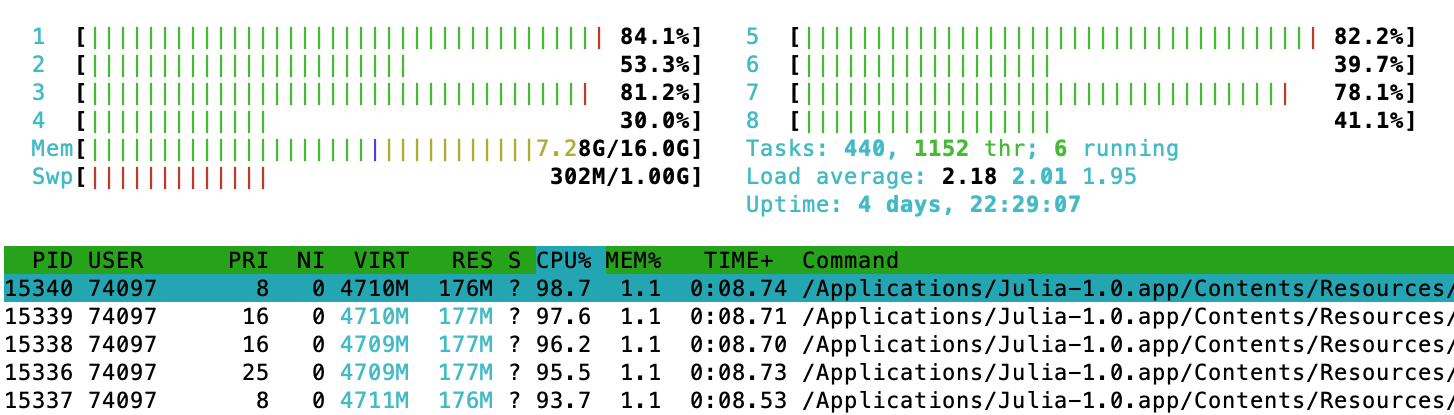 1 [||||||||||||||||||||||||||||||||||||| 84.1%] 5 [||||||||||||||||||||||||||||||||||||| 82.2%]
2 [||||||||||||||||||||||| 53.3%] 6 [|||||||||||||||||| 39.7%]
3 [|||||||||||||||||||||||||||||||||||| 81.2%] 7 [||||||||||||||||||||||||||||||||||| 78.1%]
4 [||||||||||||| 30.0%] 8 [|||||||||||||||||| 41.1%]
Mem[||||||||||||||||||||||||||||||||7.28G/16.0G] Tasks: 440, 1152 thr; 6 running
Swp[||||||||||||| 302M/1.00G] Load average: 2.18 2.01 1.95
Uptime: 4 days, 22:29:07
PID USER PRI NI VIRT RES S CPU% MEM% TIME+ Command
15340 74097 8 0 4710M 176M ? 98.7 1.1 0:08.74 /Applications/Julia-1.0.app/Contents/Resources/
15339 74097 16 0 4710M 177M ? 97.6 1.1 0:08.71 /Applications/Julia-1.0.app/Contents/Resources/
15338 74097 16 0 4709M 177M ? 96.2 1.1 0:08.70 /Applications/Julia-1.0.app/Contents/Resources/
15336 74097 25 0 4709M 177M ? 95.5 1.1 0:08.73 /Applications/Julia-1.0.app/Contents/Resources/
15337 74097 8 0 4711M 176M ? 93.7 1.1 0:08.53 /Applications/Julia-1.0.app/Contents/Resources/